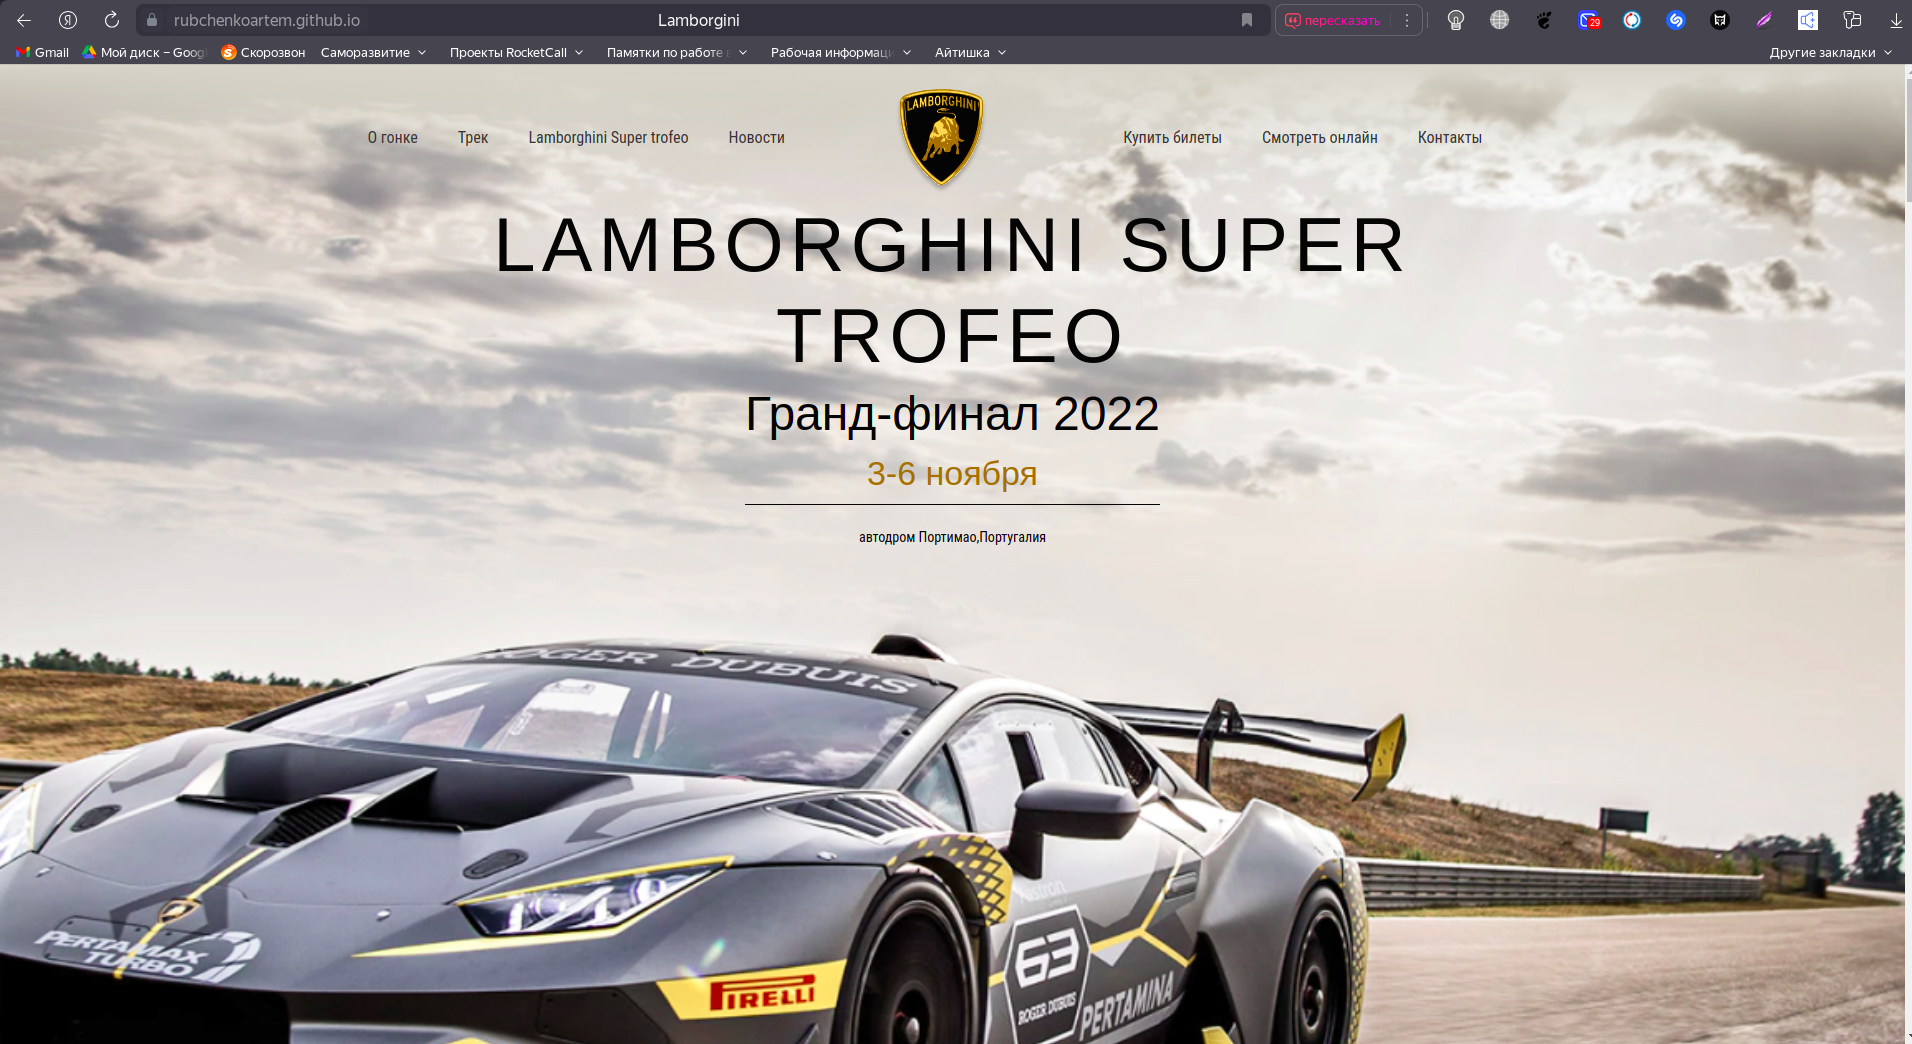 rubchenkoartem.github.io
Lamborgini
пересказать
29
Gmail
Мой диск – Goog
Скорозвон
Саморазвитие
Проекты RocketCall
Памятки по работе в
Рабочая информаци
Айтишка
Другие закладки
LAMBORGHINI
О гонке
Трек
Lamborghini Super trofeo
Новости
Купить билеты
Смотреть онлайн
Контакты
LAMBORGHINI SUPER
TROFEO
Гранд-финал 2022
3-6 ноября
автодром Портимао,Португалия
ROGER DUBUIS
PERTAMAX
TURBO
PIRELLI
63
ROGER DUBUIS
PERTAMINA